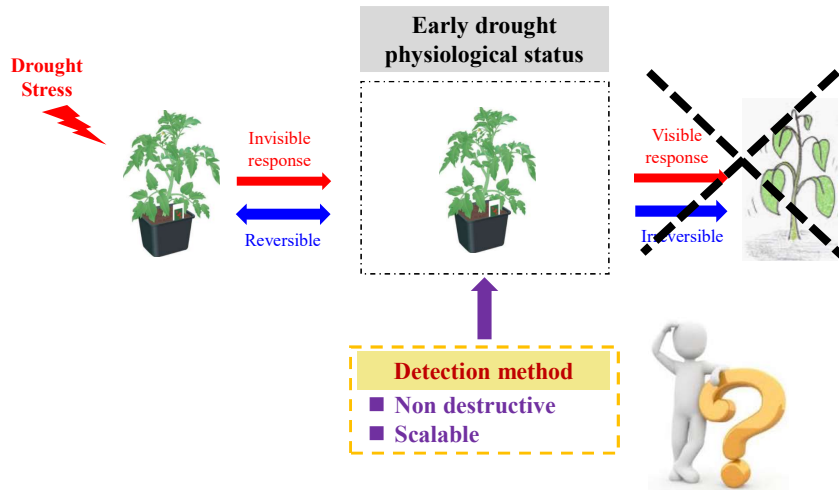 Early drought
physiological status
Drought
Stress
Invisible
response
Reversible
Visible
response
Irreversible
Detection method
Non destructive
Scalable
?